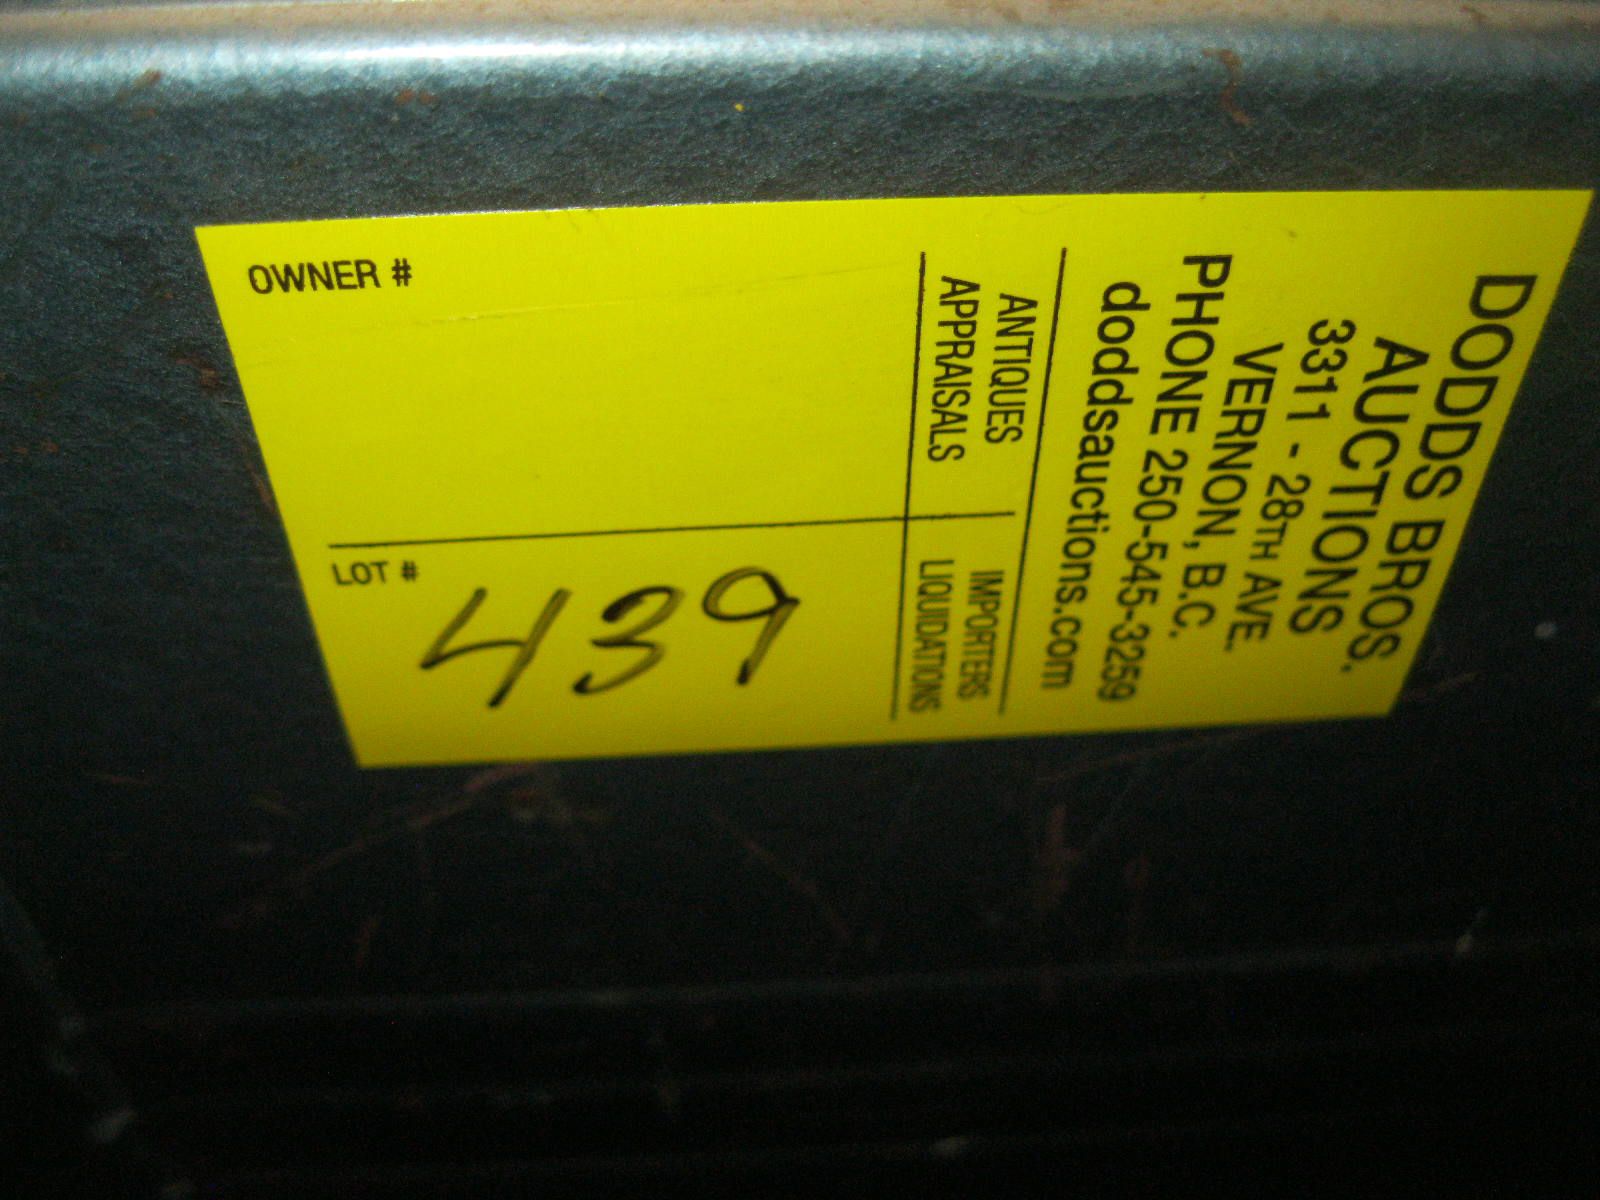 DODDS BROS.
AUCTIONS
3311 - 28TH AVE.
VERNON, B.C.
PHONE 250-545-3259
doddsauctions.com
ANTIQUES
APPRAISALS
IMPORTERS
LIQUIDATIONS
OWNER #
LOT #
439